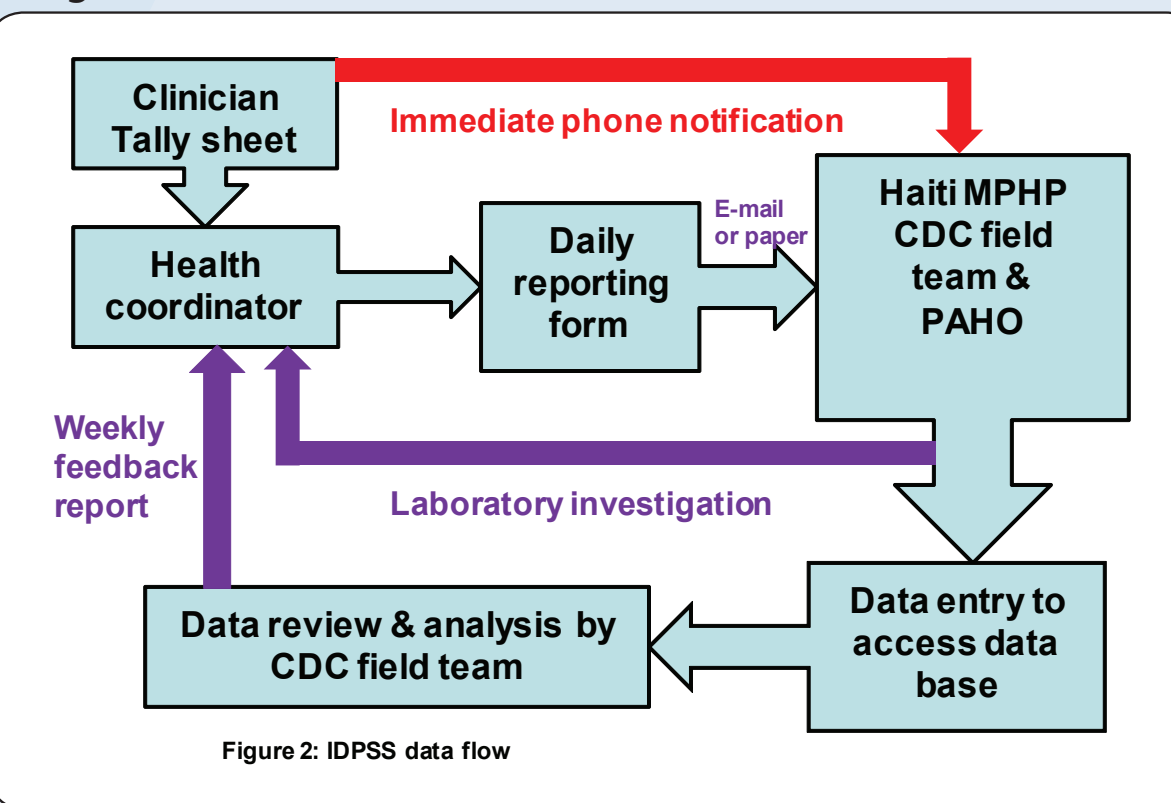 Clinician
Tally sheet
Immediate phone notification
Haiti MPHP
CDC field
team &
PAHO
Health
coordinator
Daily
reporting
form
E-mail
or paper
Weekly
feedback
report
Laboratory investigation
Data review & analysis by
CDC field team
Data entry to
access data
base
Figure 2: IDPSS data flow